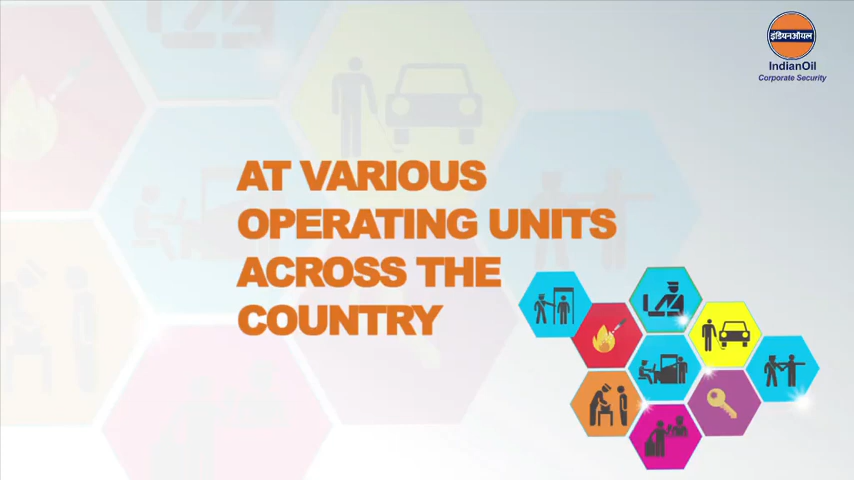 इंडियनऑयल
IndianOil
Corporate Security
AT VARIOUS
OPERATING UNITS
ACROSS THE
COUNTRY